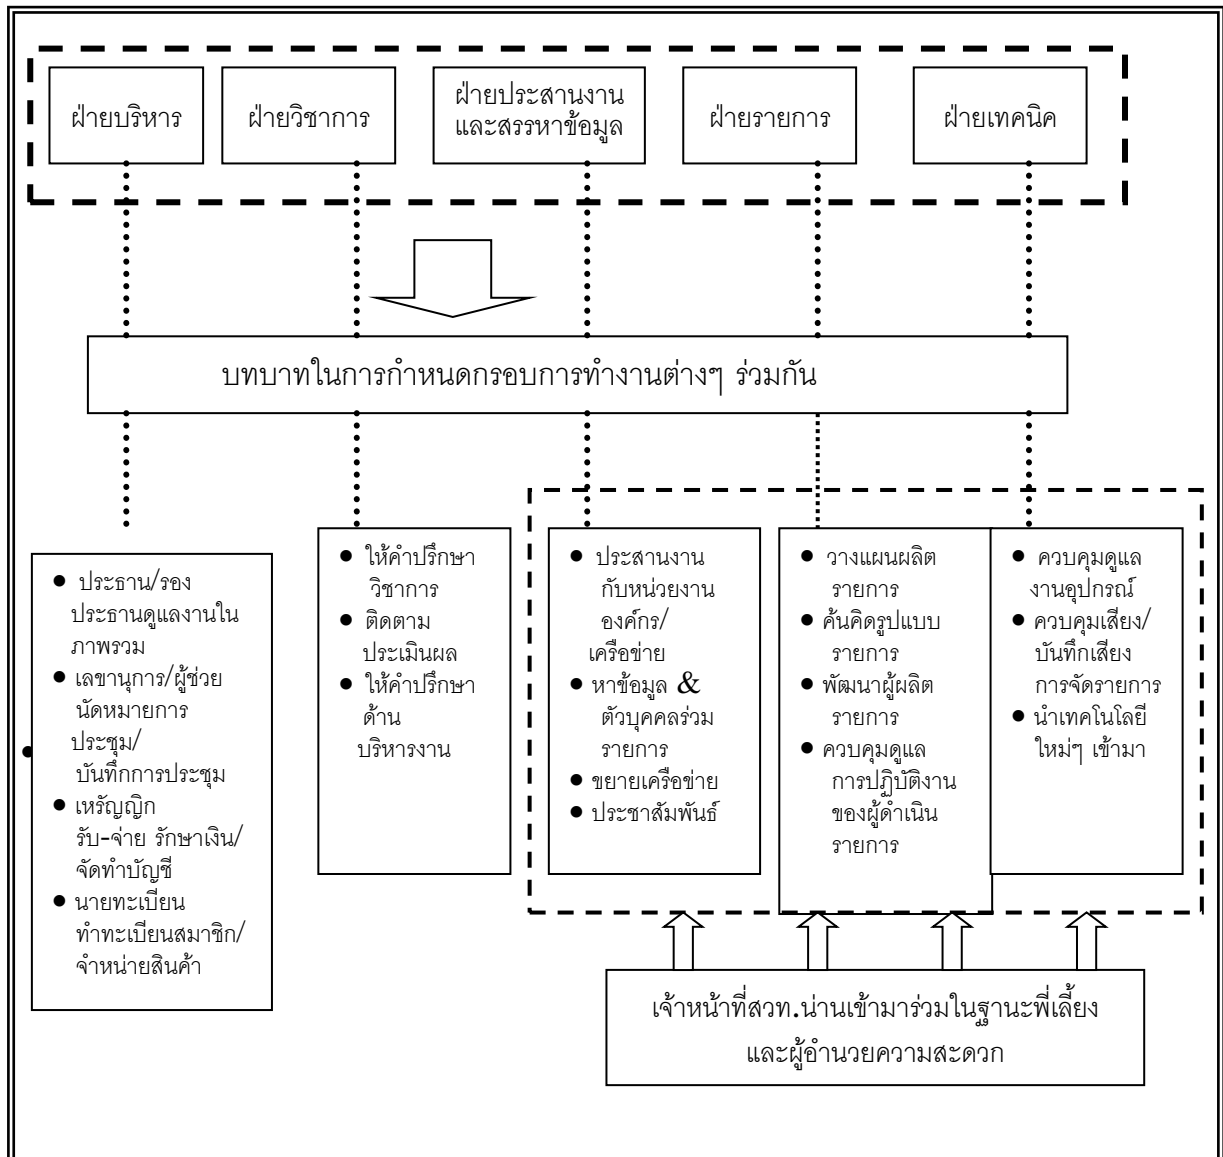 ฝ่ายบริหาร
ฝ่ายวิชาการ
ฝ่ายประสานงาน
และสรรหาข้อมูล
ฝ่ายรายการ
ฝ่ายเทคนิค
บทบาทในการกำหนดกรอบการทำงานต่างๆ ร่วมกัน
• ประธาน/รอง
ประธานดูแลงานใน
ภาพรวม
• เลขานุการ/ผู้ช่วย
นัดหมายการ
ประชุม/
บันทึกการประชุม
• เหรัญญิก
รับ-จ่าย รักษาเงิน/
จัดทำบัญชี
• นายทะเบียน
ทำทะเบียนสมาชิก/
จำหน่ายสินค้า
• ให้คำปรึกษา
วิชาการ
• ติดตาม
ประเมินผล
• ให้คำปรึกษา
ด้าน
บริหารงาน
• ประสานงาน
กับหน่วยงาน
องค์กร/
เครือข่าย
• หาข้อมูล &
ตัวบุคคลร่วม
รายการ
• ขยายเครือข่าย
• ประชาสัมพันธ์
• วางแผนผลิต
รายการ
• ค้นคิดรูปแบบ
รายการ
• พัฒนาผู้ผลิต
รายการ
• ควบคุมดูแล
การปฏิบัติงาน
ของผู้ดำเนิน
รายการ
• ควบคุมดูแล
งานอุปกรณ์
• ควบคุมเสียง/
บันทึกเสียง
การจัดรายการ
• นำเทคโนโลยี
ใหม่ๆ เข้ามา
เจ้าหน้าที่สวท.น่านเข้ามาร่วมในฐานะพี่เลี้ยง
และผู้อำนวยความสะดวก